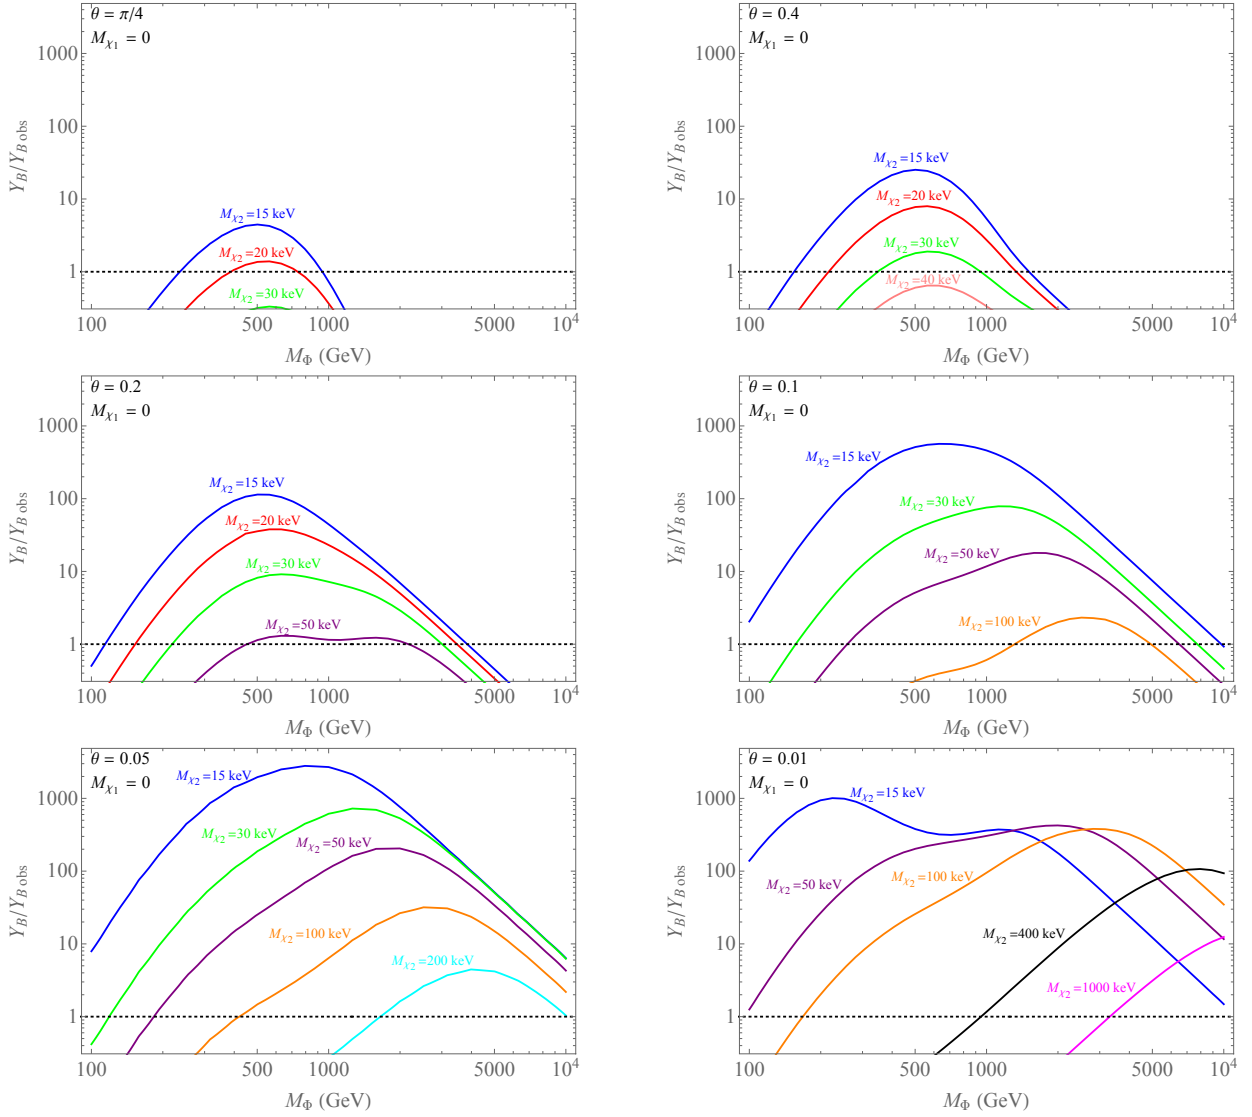 θ = π/4
M_χ1 = 0
1000
100
10
1
Y_B/Y_B obs
M_χ2=15 keV
M_χ2=20 keV
M_χ2=30 keV
100 500 1000 5000 10^4
M_Φ (GeV)
θ = 0.4
M_χ1 = 0
1000
100
10
1
Y_B/Y_B obs
M_χ2=15 keV
M_χ2=20 keV
M_χ2=30 keV
M_χ2=40 keV
100 500 1000 5000 10^4
M_Φ (GeV)
θ = 0.2
M_χ1 = 0
1000
100
10
1
Y_B/Y_B obs
M_χ2=15 keV
M_χ2=20 keV
M_χ2=30 keV
M_χ2=50 keV
100 500 1000 5000 10^4
M_Φ (GeV)
θ = 0.1
M_χ1 = 0
1000
100
10
1
Y_B/Y_B obs
M_χ2=15 keV
M_χ2=30 keV
M_χ2=50 keV
M_χ2=100 keV
100 500 1000 5000 10^4
M_Φ (GeV)
θ = 0.05
M_χ1 = 0
1000
100
10
1
Y_B/Y_B obs
M_χ2=15 keV
M_χ2=30 keV
M_χ2=50 keV
M_χ2=100 keV
M_χ2=200 keV
100 500 1000 5000 10^4
M_Φ (GeV)
θ = 0.01
M_χ1 = 0
1000
100
10
1
Y_B/Y_B obs
M_χ2=15 keV
M_χ2=50 keV
M_χ2=100 keV
M_χ2=400 keV
M_χ2=1000 keV
100 500 1000 5000 10^4
M_Φ (GeV)